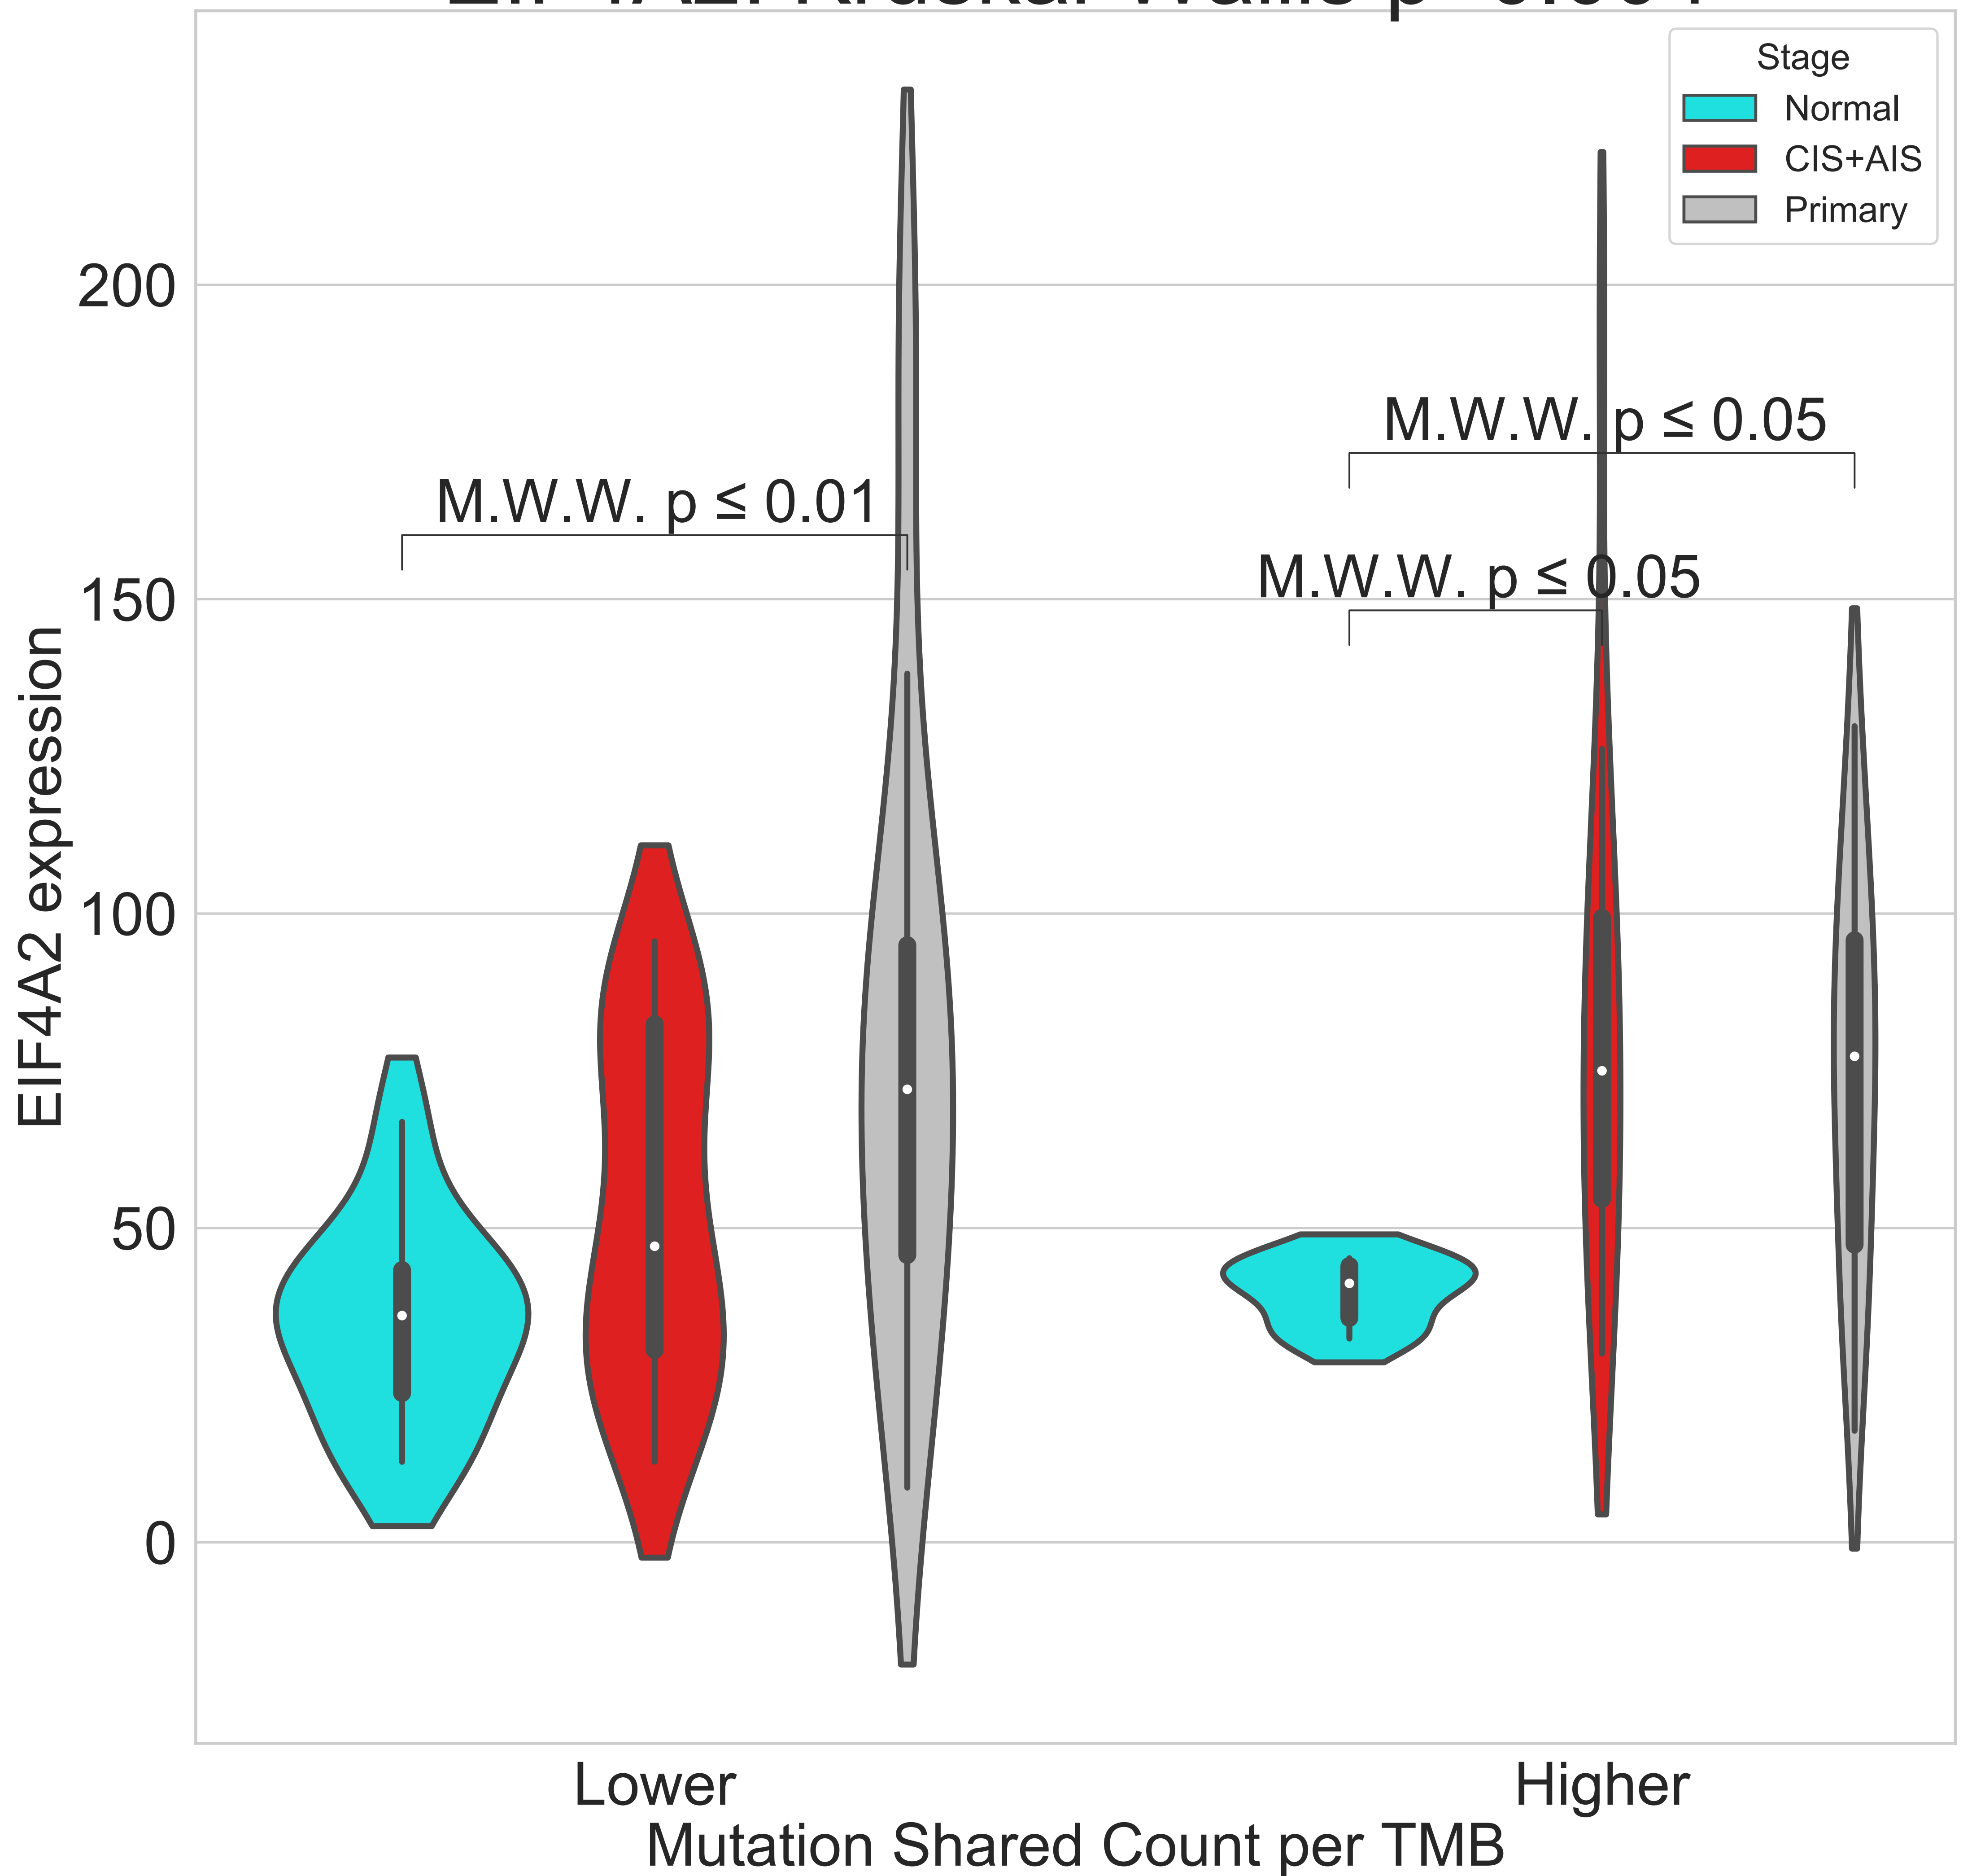 Stage
Normal
CIS+AIS
Primary
200
150
100
50
0
EIF4A2 expression
M.W.W. p ≤ 0.01
M.W.W. p ≤ 0.05
M.W.W. p ≤ 0.05
Lower
Higher
Mutation Shared Count per TMB